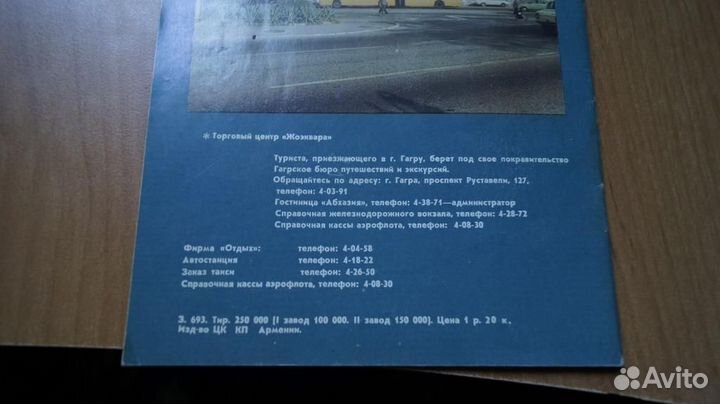 * Торговый центр «Жоэквара»
Туриста, приезжающего в г. Гагру, берет под свое покравительство
Гагрское бюро путешествий и экскурсий.
Обращайтесь по адресу: г. Гагра, проспект Руставели, 127,
телефон: 4-03-91
Гостиница «Абхазия», телефон: 4-38-71—администратор
Справочная железнодорожного вокзала, телефон: 4-28-72
Справочная кассы аэрофлота, телефон: 4-08-30
Фирма «Отдых»: телефон: 4-04-58
Автостанция телефон: 4-18-22
Заказ такси телефон: 4-26-50
Справочная кассы аэрофлота, телефон: 4-08-30
З. 693. Тир. 250 000 [I завод 100 000. II завод 150 000]. Цена 1 р. 20 к.
Изд-во ЦК КП Армении.
Avito